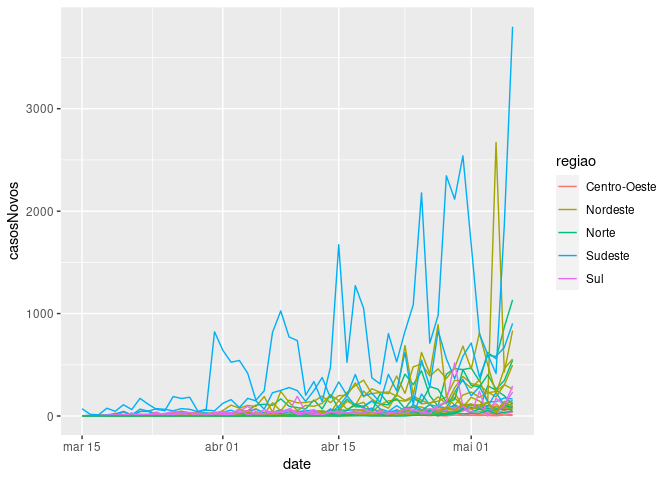 casosNovos
3000
2000
1000
0
mar 15
abr 01
abr 15
mai 01
date
regiao
Centro-Oeste
Nordeste
Norte
Sudeste
Sul